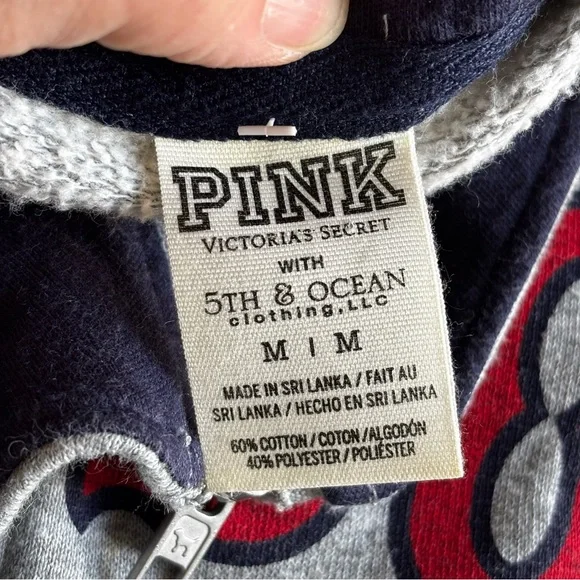 PINK
VICTORIA'S SECRET
WITH
5TH & OCEAN
clothing, LLC
M | M
MADE IN SRI LANKA / FAIT AU
SRI LANKA / HECHO EN SRI LANKA
60% COTTON / COTON / ALGODÓN
40% POLYESTER / POLIÉSTER